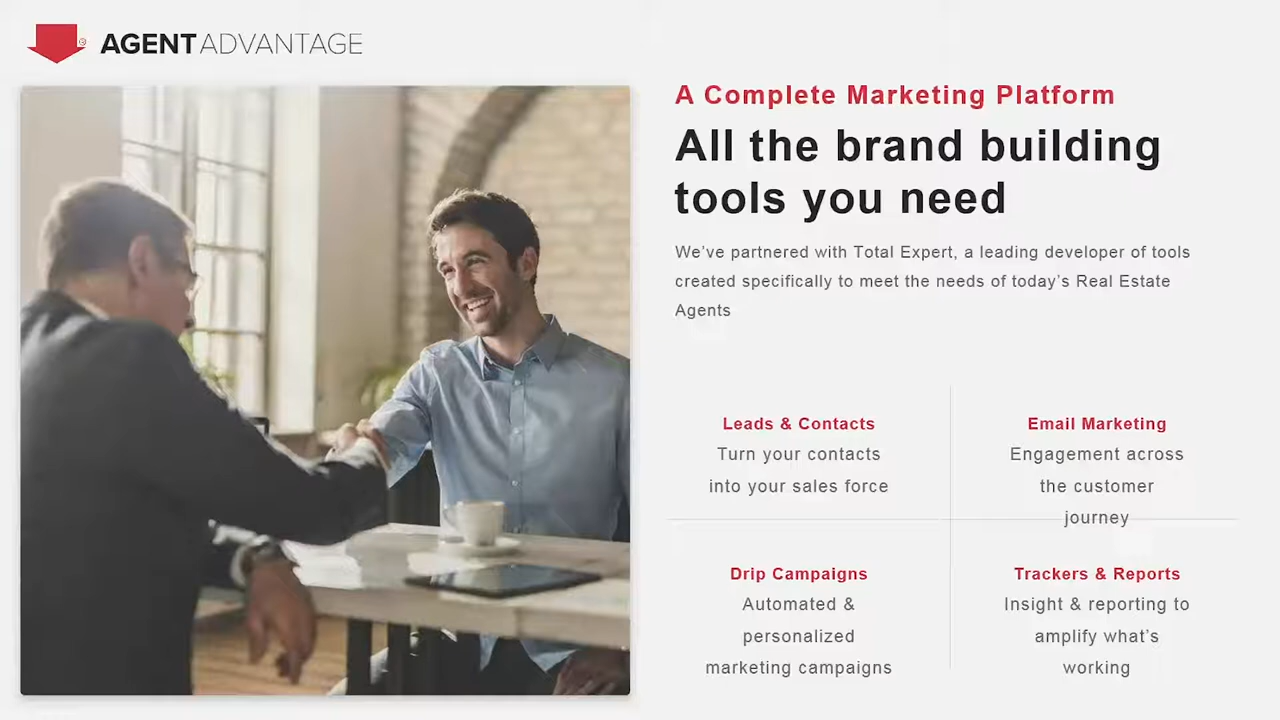 AGENT ADVANTAGE
A Complete Marketing Platform
All the brand building
tools you need
We’ve partnered with Total Expert, a leading developer of tools
created specifically to meet the needs of today’s Real Estate
Agents
Leads & Contacts
Turn your contacts
into your sales force
Email Marketing
Engagement across
the customer
journey
Drip Campaigns
Automated &
personalized
marketing campaigns
Trackers & Reports
Insight & reporting to
amplify what’s
working